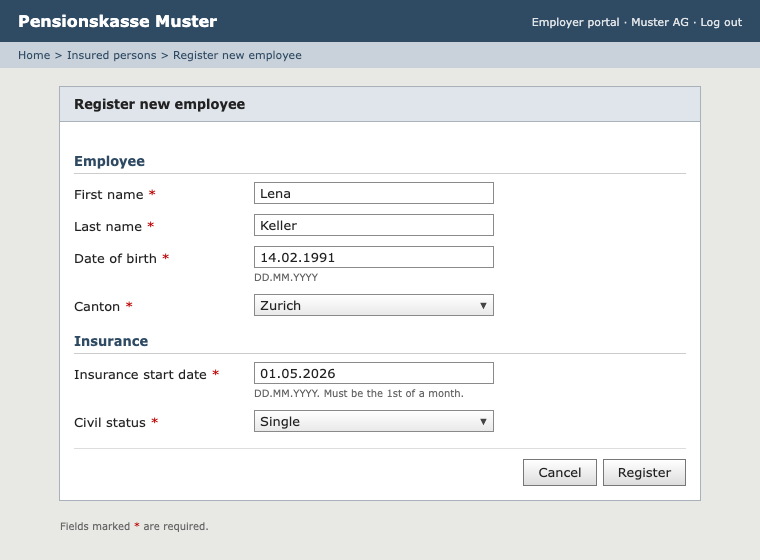 Pensionskasse Muster
Employer portal · Muster AG · Log out
Home > Insured persons > Register new employee
Register new employee
Employee
First name * Lena
Last name * Keller
Date of birth * 14.02.1991
DD.MM.YYYY
Canton * Zurich ▼
Insurance
Insurance start date * 01.05.2026
DD.MM.YYYY. Must be the 1st of a month.
Civil status * Single ▼
Cancel Register
Fields marked * are required.